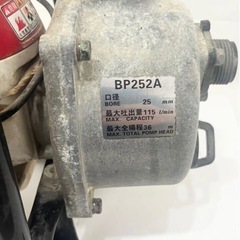 BP252A
口径 25 mm
BORE
最大吐出量 115 ℓ/min
MAX. CAPACITY
最大全揚程 36 m
MAX. TOTAL PUMP HEAD